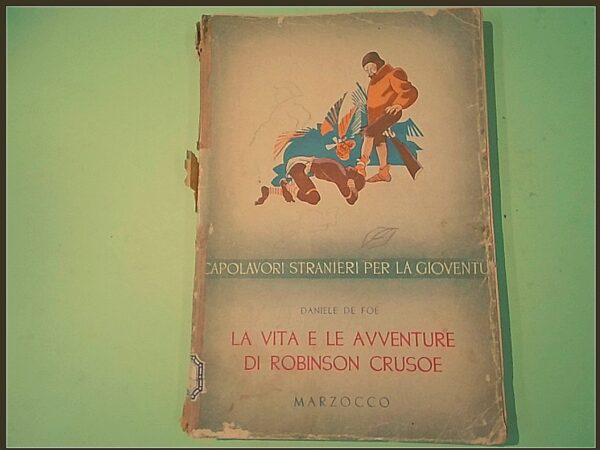 CAPOLAVORI STRANIERI PER LA GIOVENTÙ
DANIELE DE FOE
LA VITA E LE AVVENTURE
DI ROBINSON CRUSOE
MARZOCCO